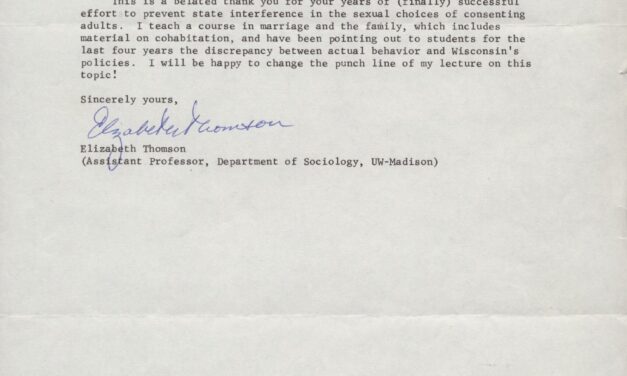 This is a belated thank you for your years of (finally) successful
effort to prevent state interference in the sexual choices of consenting
adults. I teach a course in marriage and the family, which includes
material on cohabitation, and have been pointing out to students for the
last four years the discrepancy between actual behavior and Wisconsin's
policies. I will be happy to change the punch line of my lecture on this
topic!
Sincerely yours,
Elizabeth Thomson
Elizabeth Thomson
(Assistant Professor, Department of Sociology, UW-Madison)